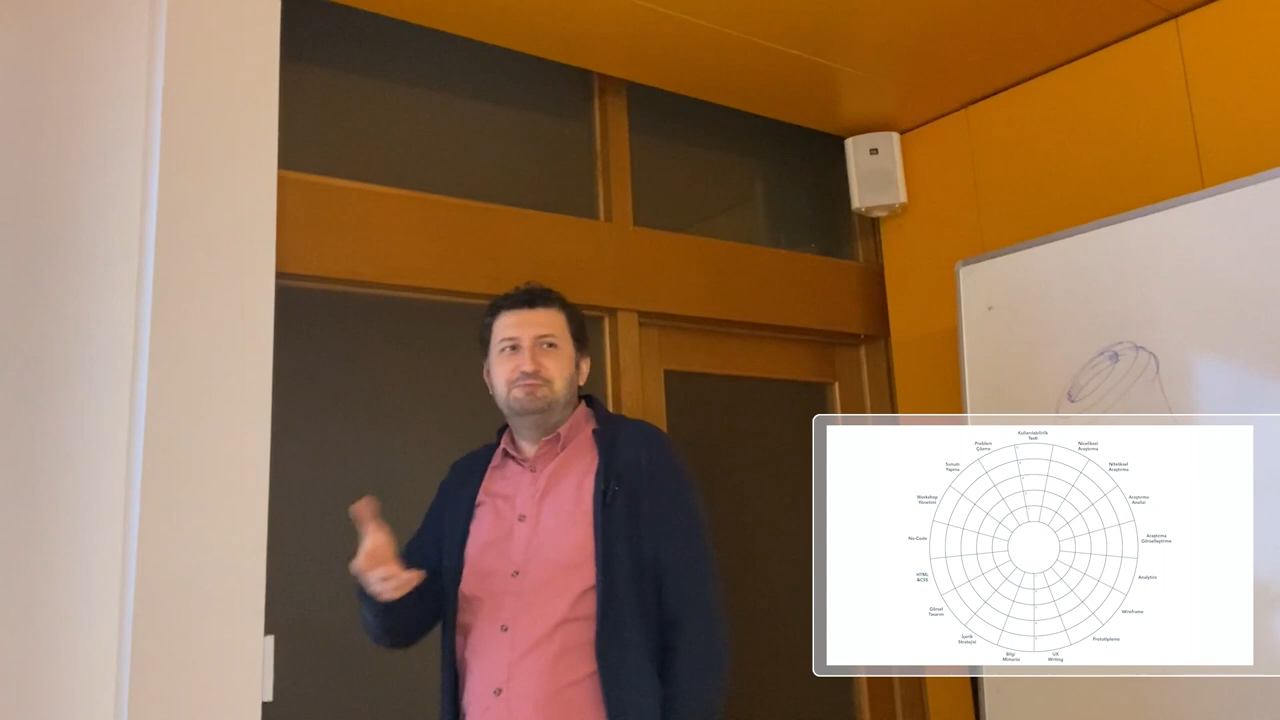 Kullanılabilirlik
Testi
Niceliksel
Araştırma
Niteliksel
Araştırma
Araştırma
Analizi
Araştırma
Görselleştirme
Analytics
Wireframe
Prototipleme
UX
Writing
Bilgi
Mimarisi
İçerik
Stratejisi
Görsel
Tasarım
HTML
&CSS
No-Code
Workshop
Yönetimi
Sunum
Yapma
Problem
Çözme